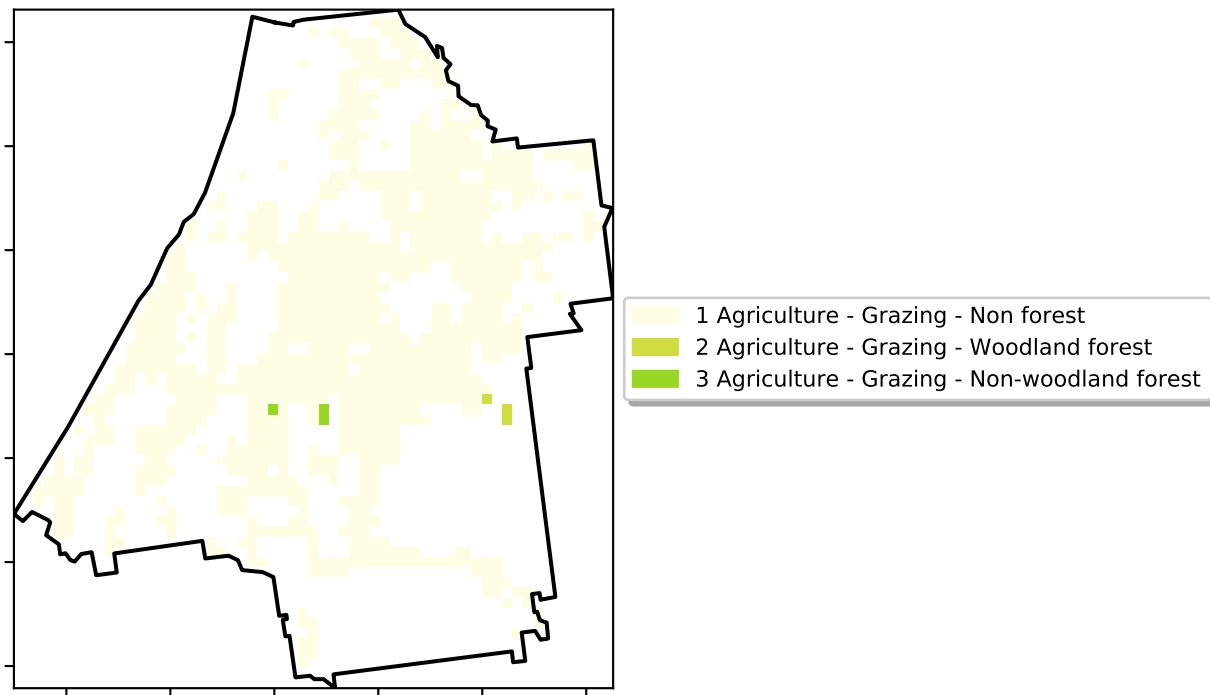 1 Agriculture - Grazing - Non forest
2 Agriculture - Grazing - Woodland forest
3 Agriculture - Grazing - Non-woodland forest